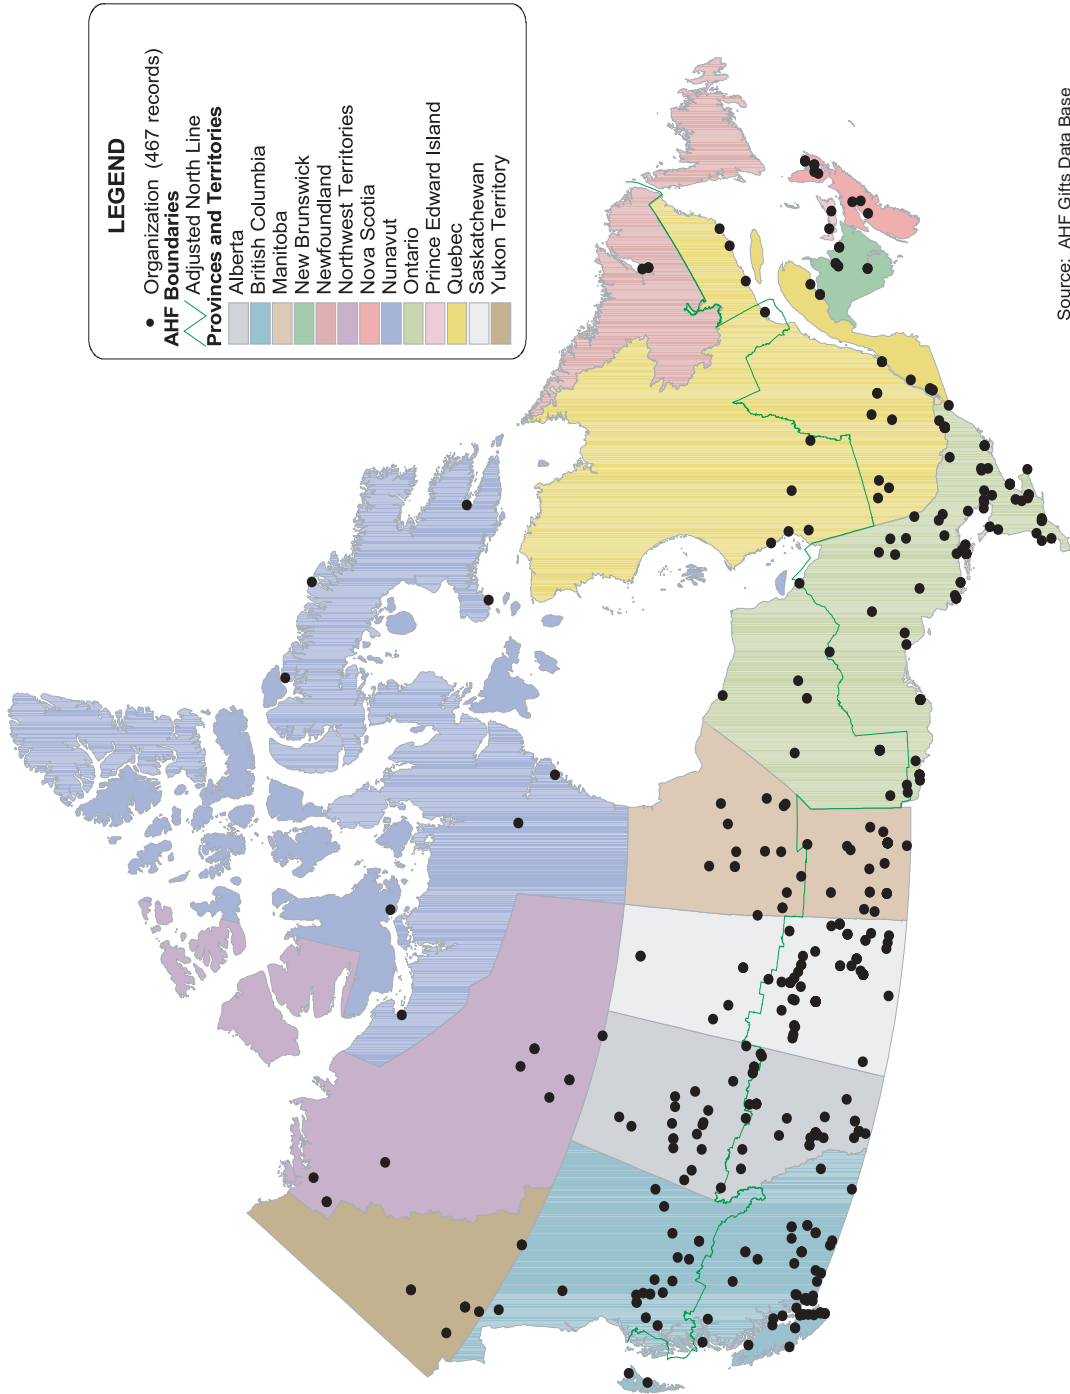 LEGEND
Organization (467 records)
AHF Boundaries
Adjusted North Line
Provinces and Territories
Alberta
British Columbia
Manitoba
New Brunswick
Newfoundland
Northwest Territories
Nova Scotia
Nunavut
Ontario
Prince Edward Island
Quebec
Saskatchewan
Yukon Territory
Source: AHF Gifts Data Base